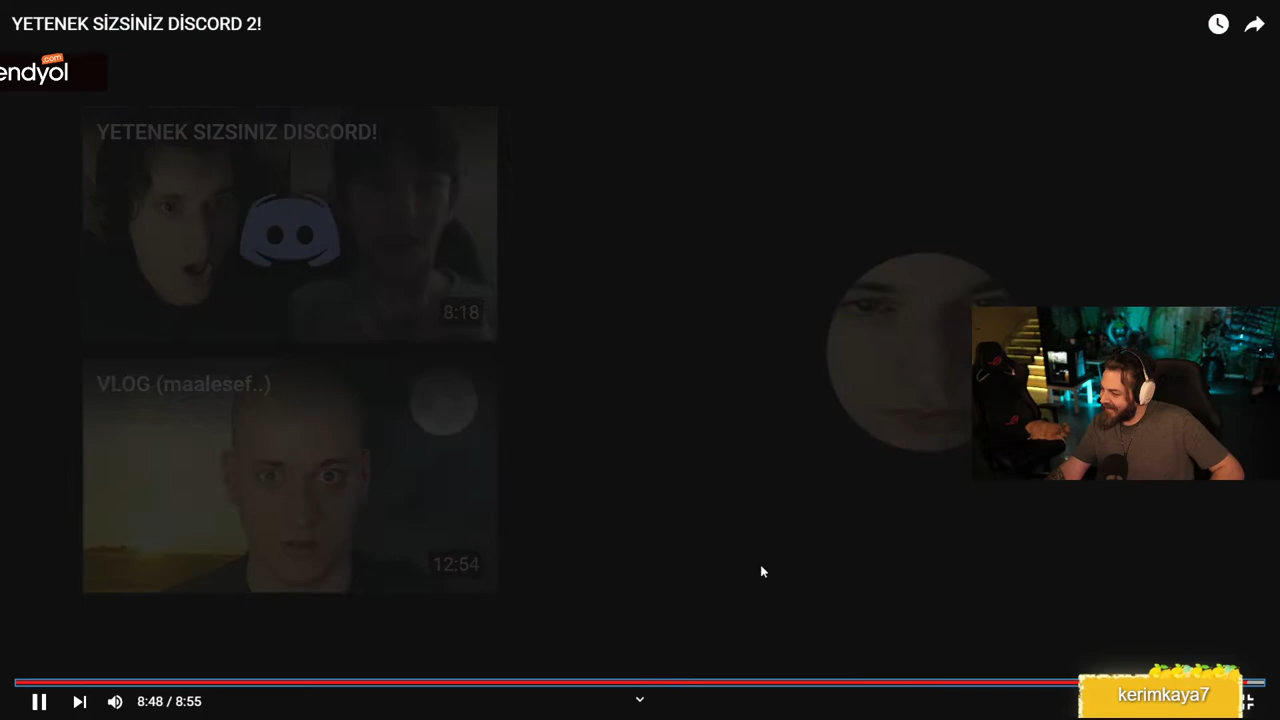 YETENEK SİZSİNİZ DİSCORD 2!
.com
endyol
YETENEK SIZSINIZ DISCORD!
8:18
VLOG (maalesef..)
12:54
8:48 / 8:55
kerimkaya7